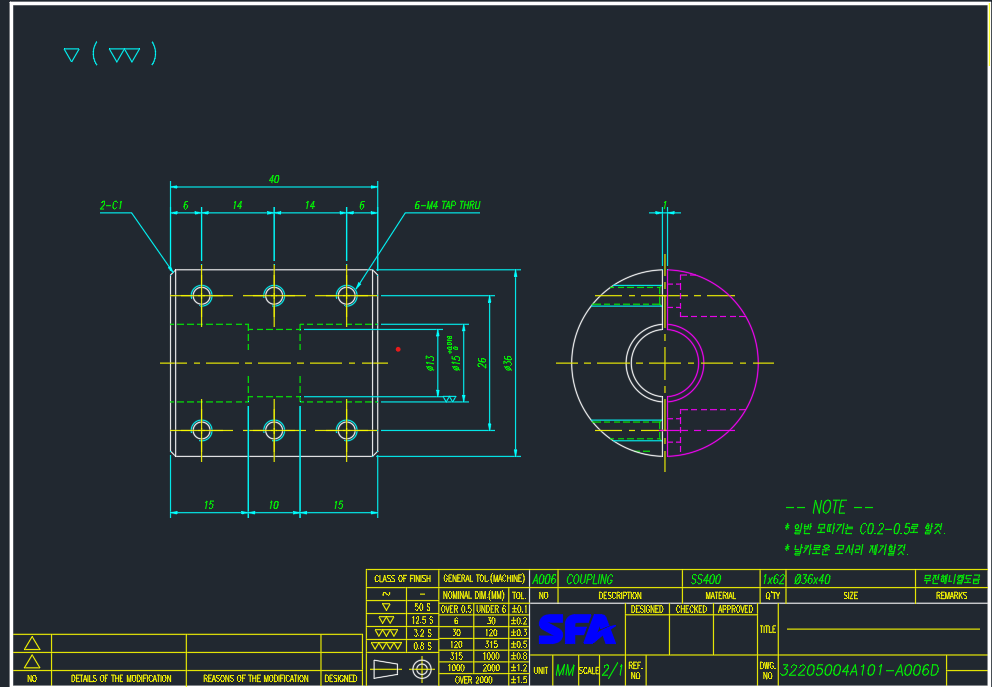 40
2-C1
6
14
14
6
6-M4 TAP THRU
1
ø13
ø15
26
ø36
15
10
15
-- NOTE --
* 일반 모따기는 C0.2-0.5로 할것.
* 날카로운 모서리 제거할것.
CLASS OF FINISH
~ -
50 S
12.5 S
3.2 S
0.8 S
GENERAL TOL.(MACHINE)
NOMINAL DIM.(MM) TOL.
OVER 0.5 UNDER 6 ±0.1
6 30 ±0.2
30 120 ±0.3
120 315 ±0.5
315 1000 ±0.8
1000 2000 ±1.2
OVER 2000 ±1.5
A006 COUPLING SS400 1x62 ø36x40 무전해니켈도금
NO DESCRIPTION MATERIAL Q'TY SIZE REMARKS
SFA
DESIGNED CHECKED APPROVED
TITLE
UNIT MM SCALE 2/1 REF. NO
DWG. NO 32205004A101-A006D
NO DETAILS OF THE MODIFICATION REASONS OF THE MODIFICATION DESIGNED